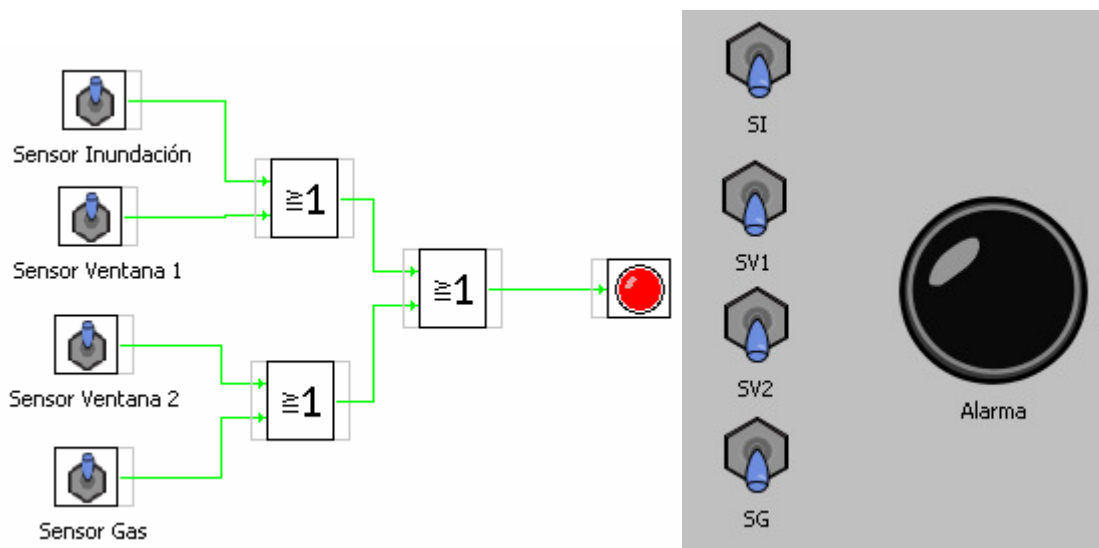 Sensor Inundación
≧1
Sensor Ventana 1
≧1
Sensor Ventana 2
≧1
Sensor Gas
SI
SV1
SV2
SG
Alarma